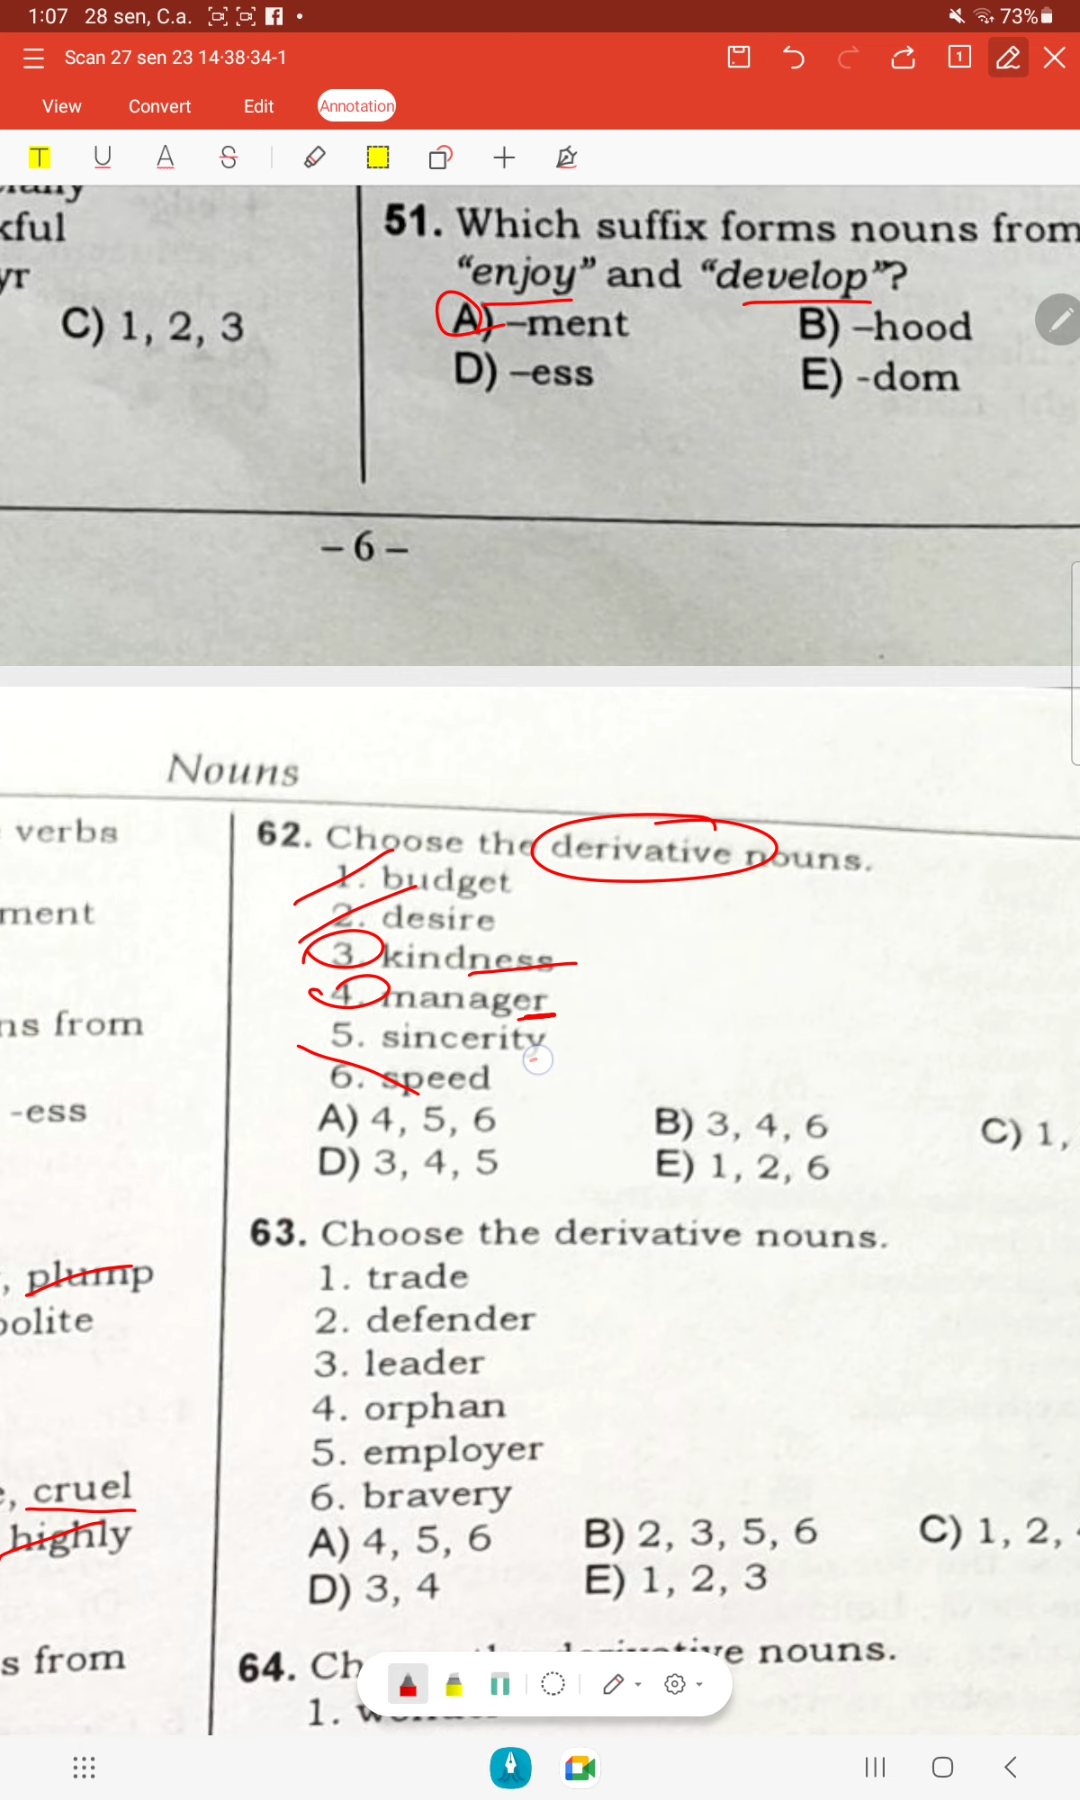 1:07 28 sen, C.a.
73%
Scan 27 sen 23 14-38-34-1
1
View Convert Edit Annotation
T U A S
kful
yr
C) 1, 2, 3
51. Which suffix forms nouns from
“enjoy” and “develop”?
A) –ment B) –hood
D) –ess E) -dom
– 6 –
Nouns
verbs
ment
ns from
-ess
, plump
polite
, cruel
highly
s from
62. Choose the derivative nouns.
1. budget
2. desire
3. kindness
4. manager
5. sincerity
6. speed
A) 4, 5, 6 B) 3, 4, 6 C) 1,
D) 3, 4, 5 E) 1, 2, 6
63. Choose the derivative nouns.
1. trade
2. defender
3. leader
4. orphan
5. employer
6. bravery
A) 4, 5, 6 B) 2, 3, 5, 6 C) 1, 2,
D) 3, 4 E) 1, 2, 3
64. Ch nouns.
1.